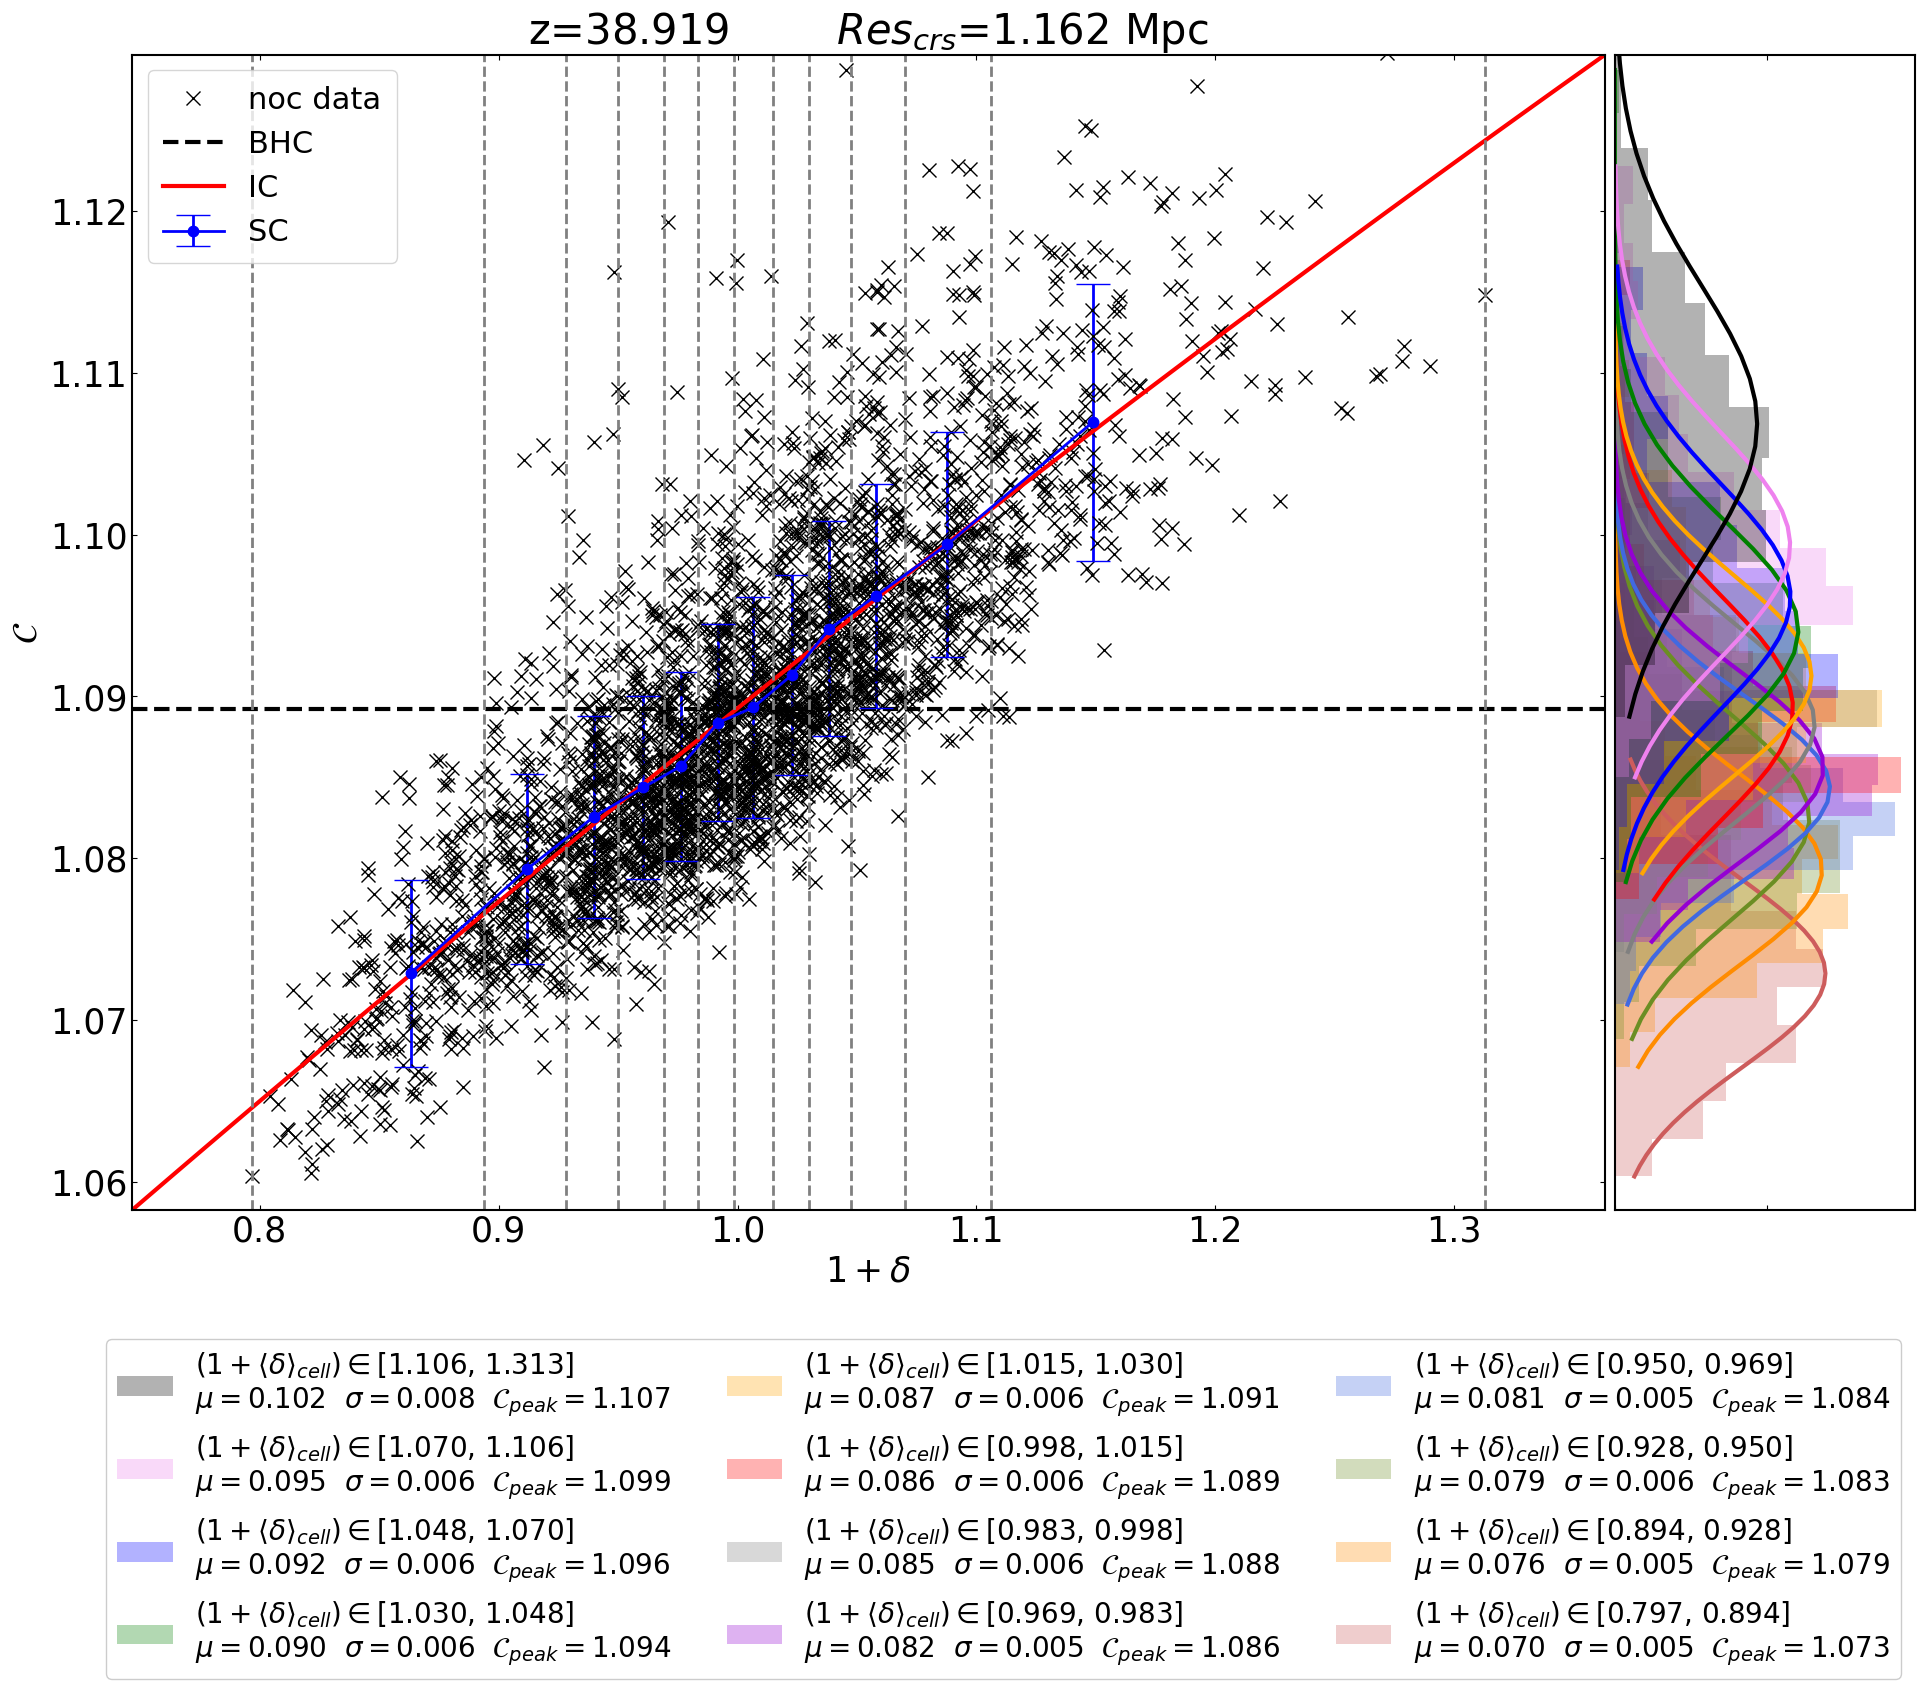 z=38.919 Res_crs=1.162 Mpc
noc data
BHC
IC
SC
1.12
1.11
1.10
1.09
1.08
1.07
1.06
𝒞
0.8 0.9 1.0 1.1 1.2 1.3
1 + δ
(1 + ⟨δ⟩_cell) ∈ [1.106, 1.313]
μ = 0.102 σ = 0.008 𝒞_peak = 1.107
(1 + ⟨δ⟩_cell) ∈ [1.070, 1.106]
μ = 0.095 σ = 0.006 𝒞_peak = 1.099
(1 + ⟨δ⟩_cell) ∈ [1.048, 1.070]
μ = 0.092 σ = 0.006 𝒞_peak = 1.096
(1 + ⟨δ⟩_cell) ∈ [1.030, 1.048]
μ = 0.090 σ = 0.006 𝒞_peak = 1.094
(1 + ⟨δ⟩_cell) ∈ [1.015, 1.030]
μ = 0.087 σ = 0.006 𝒞_peak = 1.091
(1 + ⟨δ⟩_cell) ∈ [0.998, 1.015]
μ = 0.086 σ = 0.006 𝒞_peak = 1.089
(1 + ⟨δ⟩_cell) ∈ [0.983, 0.998]
μ = 0.085 σ = 0.006 𝒞_peak = 1.088
(1 + ⟨δ⟩_cell) ∈ [0.969, 0.983]
μ = 0.082 σ = 0.005 𝒞_peak = 1.086
(1 + ⟨δ⟩_cell) ∈ [0.950, 0.969]
μ = 0.081 σ = 0.005 𝒞_peak = 1.084
(1 + ⟨δ⟩_cell) ∈ [0.928, 0.950]
μ = 0.079 σ = 0.006 𝒞_peak = 1.083
(1 + ⟨δ⟩_cell) ∈ [0.894, 0.928]
μ = 0.076 σ = 0.005 𝒞_peak = 1.079
(1 + ⟨δ⟩_cell) ∈ [0.797, 0.894]
μ = 0.070 σ = 0.005 𝒞_peak = 1.073